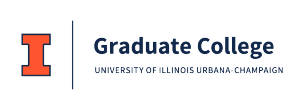 I
Graduate College
UNIVERSITY OF ILLINOIS URBANA-CHAMPAIGN